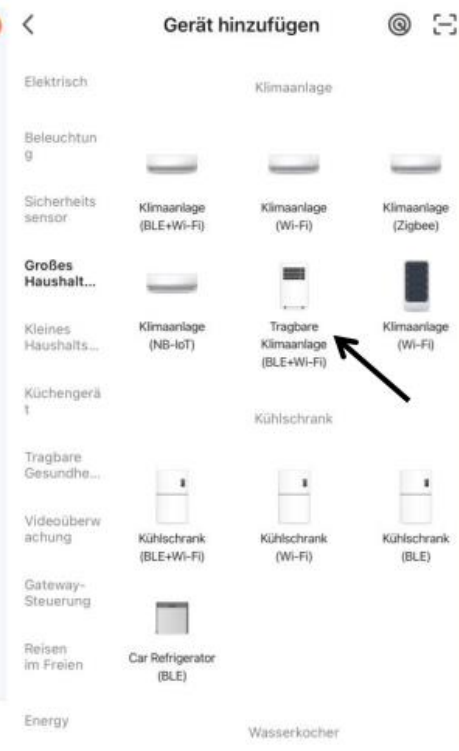 Gerät hinzufügen
Elektrisch
Beleuchtun
g
Sicherheits
sensor
Großes
Haushalt...
Kleines
Haushalts...
Küchengerä
t
Tragbare
Gesundhe...
Videoüberw
achung
Gateway-
Steuerung
Reisen
im Freien
Energy
Klimaanlage
Klimaanlage
(BLE+Wi-Fi)
Klimaanlage
(Wi-Fi)
Klimaanlage
(Zigbee)
Klimaanlage
(NB-IoT)
Tragbare
Klimaanlage
(BLE+Wi-Fi)
Klimaanlage
(Wi-Fi)
Kühlschrank
Kühlschrank
(BLE+Wi-Fi)
Kühlschrank
(Wi-Fi)
Kühlschrank
(BLE)
Car Refrigerator
(BLE)
Wasserkocher